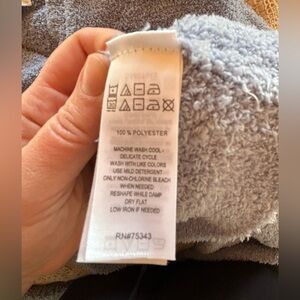 100% POLYESTER
MACHINE WASH COOL-
DELICATE CYCLE
WASH WITH LIKE COLORS
USE MILD DETERGENT
ONLY NON-CHLORINE BLEACH
WHEN NEEDED
RESHAPE WHILE DAMP
DRY FLAT
LOW IRON IF NEEDED
RN#75343